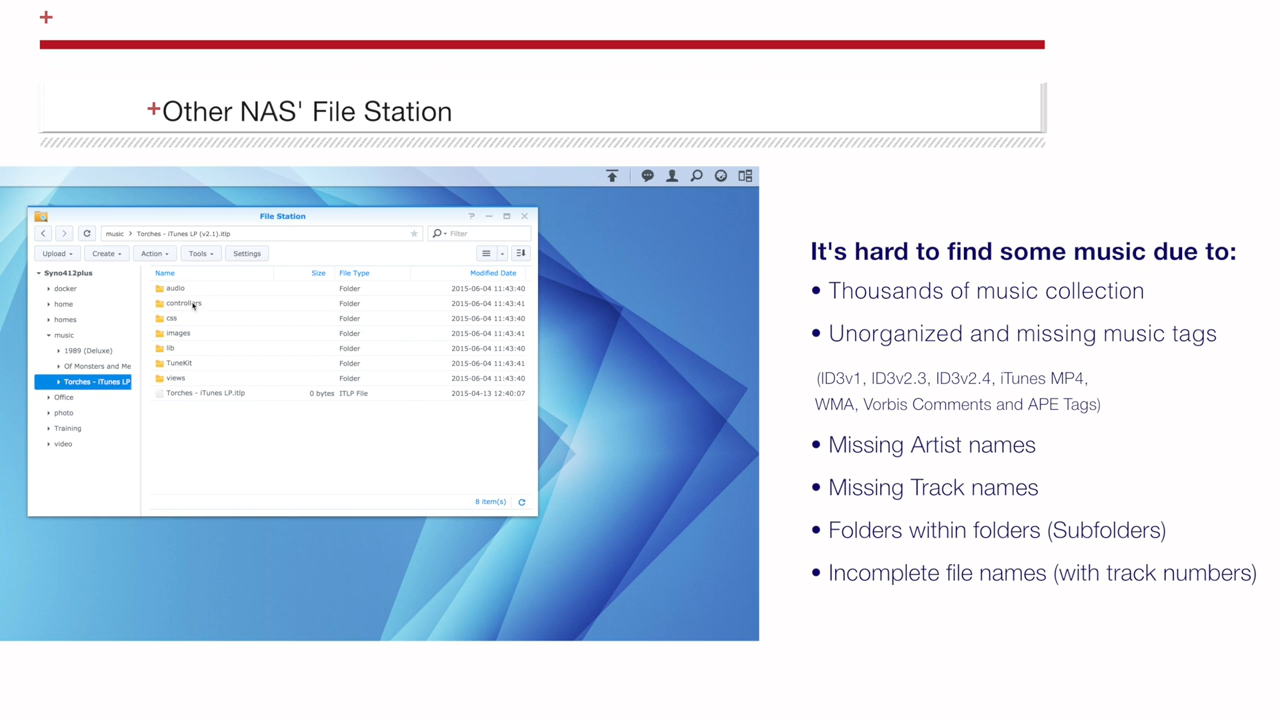 +
+Other NAS' File Station
File Station
music > Torches - iTunes LP (v2.1).itlp
Filter
Upload Create Action Tools Settings
Syno412plus
docker
home
homes
music
1989 (Deluxe)
Of Monsters and Me
Torches - iTunes LP
Office
photo
Training
video
Name Size File Type Modified Date
audio Folder 2015-06-04 11:43:40
controllers Folder 2015-06-04 11:43:41
css Folder 2015-06-04 11:43:40
images Folder 2015-06-04 11:43:41
lib Folder 2015-06-04 11:43:40
TuneKit Folder 2015-06-04 11:43:41
views Folder 2015-06-04 11:43:40
Torches - iTunes LP.itlp 0 bytes ITLP File 2015-04-13 12:40:07
8 item(s)
It's hard to find some music due to:
• Thousands of music collection
• Unorganized and missing music tags
(ID3v1, ID3v2.3, ID3v2.4, iTunes MP4,
WMA, Vorbis Comments and APE Tags)
• Missing Artist names
• Missing Track names
• Folders within folders (Subfolders)
• Incomplete file names (with track numbers)